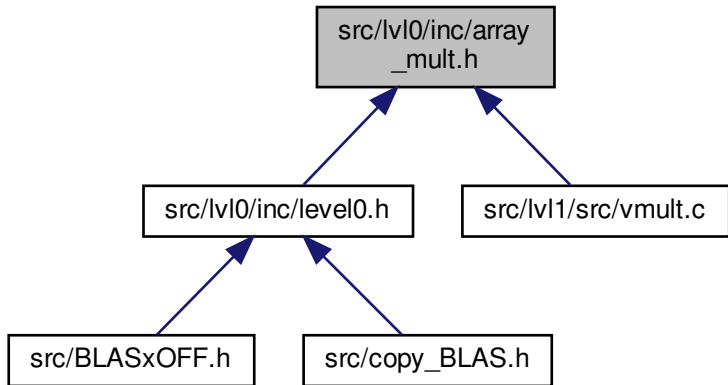 src/lvl0/inc/array
_mult.h
src/lvl0/inc/level0.h
src/lvl1/src/vmult.c
src/BLASxOFF.h
src/copy_BLAS.h